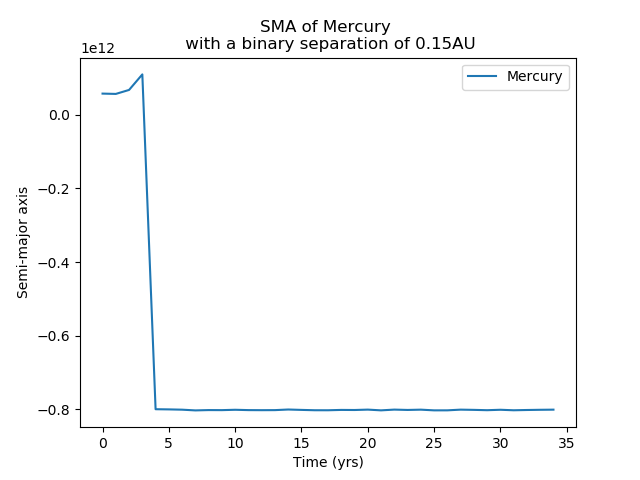 SMA of Mercury
with a binary separation of 0.15AU
1e12
Mercury
0.0
−0.2
−0.4
−0.6
−0.8
Semi-major axis
0 5 10 15 20 25 30 35
Time (yrs)